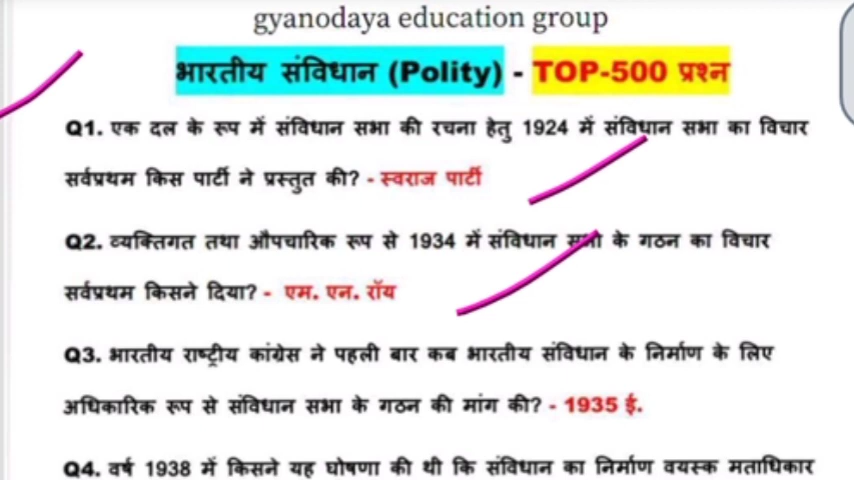 gyanodaya education group
भारतीय संविधान (Polity) - TOP-500 प्रश्न
Q1. एक दल के रूप में संविधान सभा की रचना हेतु 1924 में संविधान सभा का विचार
सर्वप्रथम किस पार्टी ने प्रस्तुत की? - स्वराज पार्टी
Q2. व्यक्तिगत तथा औपचारिक रूप से 1934 में संविधान सभा के गठन का विचार
सर्वप्रथम किसने दिया? - एम. एन. रॉय
Q3. भारतीय राष्ट्रीय कांग्रेस ने पहली बार कब भारतीय संविधान के निर्माण के लिए
अधिकारिक रूप से संविधान सभा के गठन की मांग की? - 1935 ई.
Q4. वर्ष 1938 में किसने यह घोषणा की थी कि संविधान का निर्माण वयस्क मताधिकार